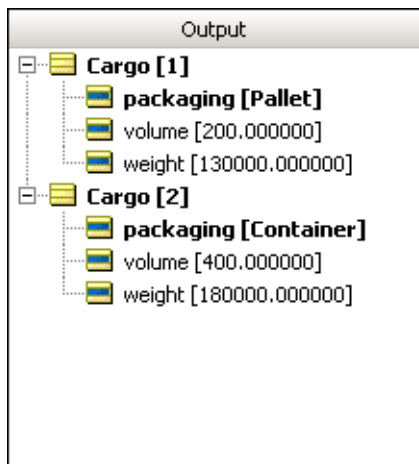 Output
Cargo [1]
packaging [Pallet]
volume [200.000000]
weight [130000.000000]
Cargo [2]
packaging [Container]
volume [400.000000]
weight [180000.000000]